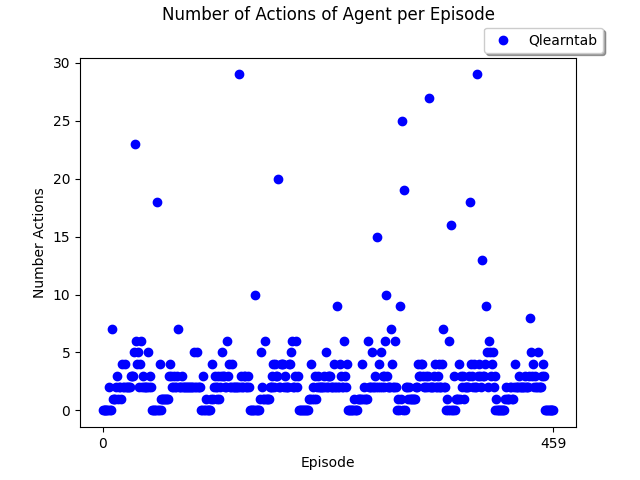 Number of Actions of Agent per Episode
Qlearntab
30
25
20
15
10
5
0
Number Actions
0
459
Episode